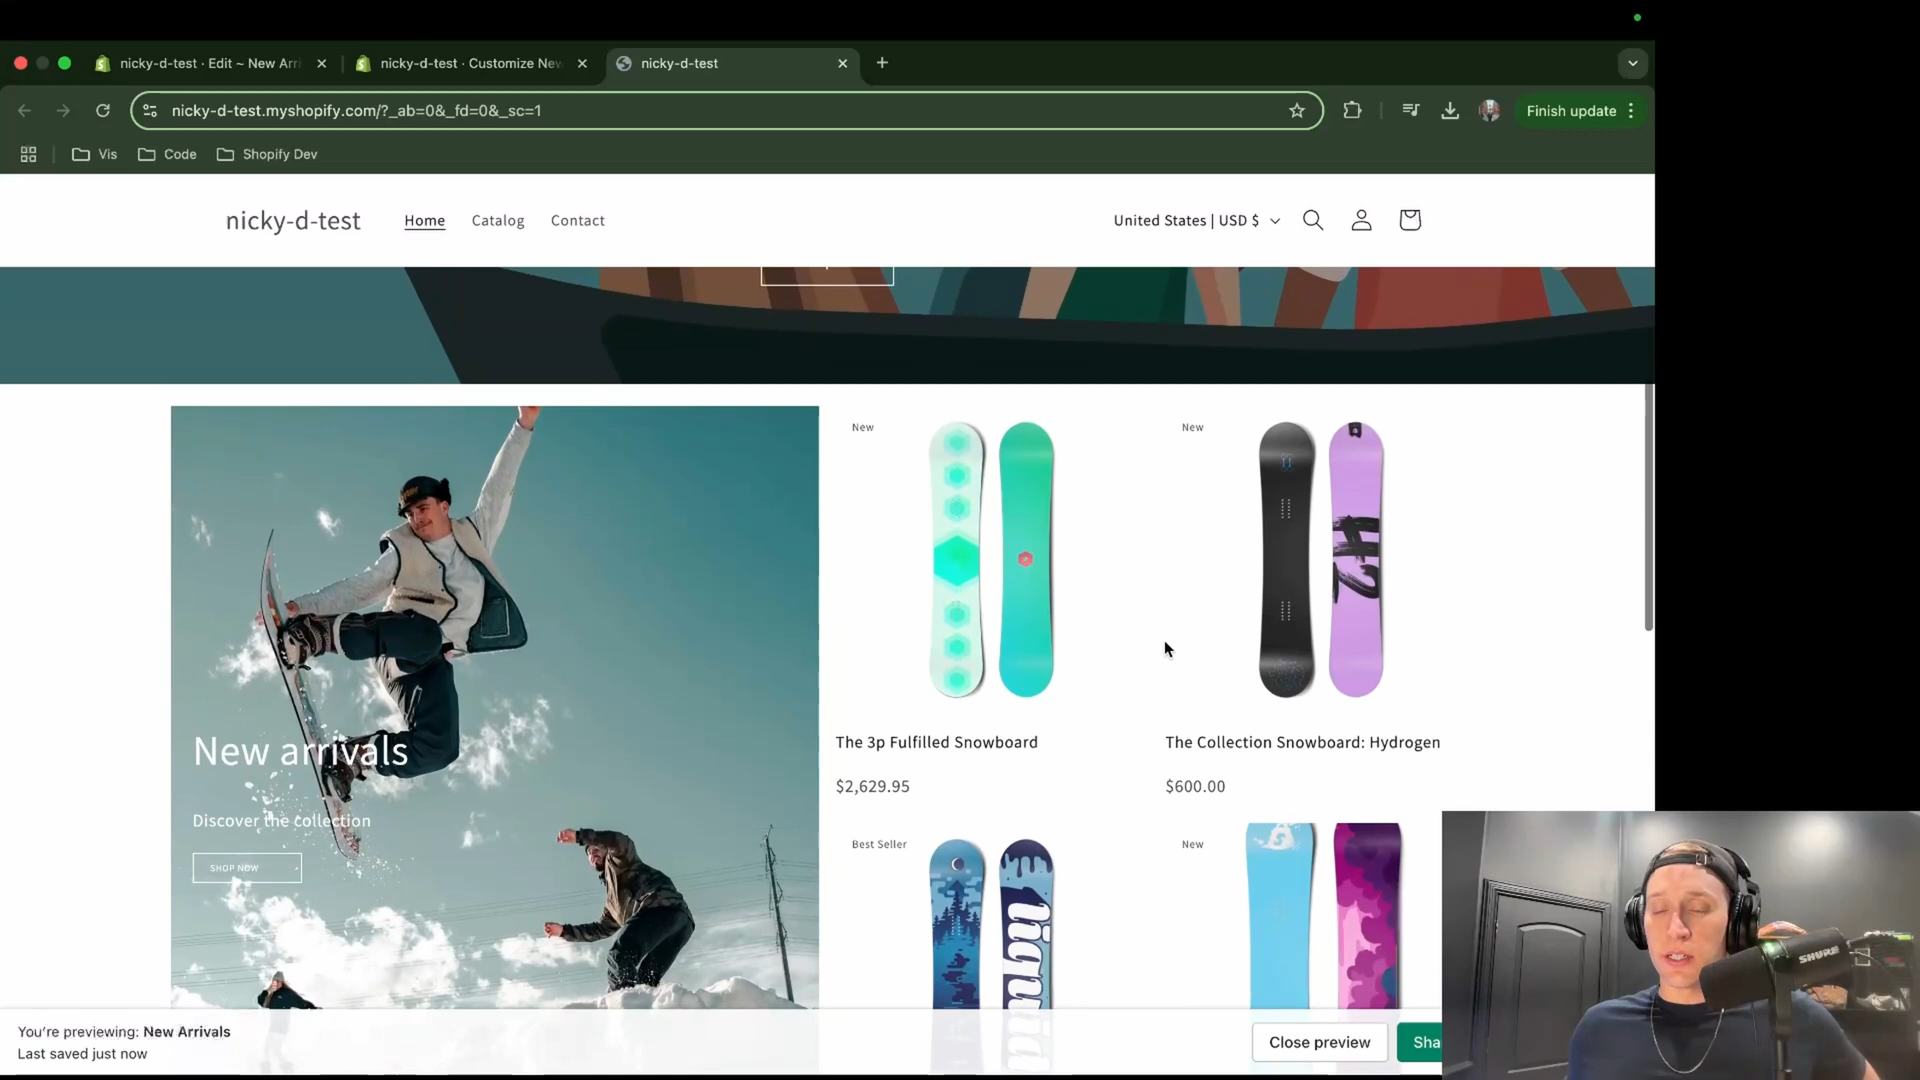 nicky-d-test · Edit ~ New Arri
nicky-d-test · Customize New
nicky-d-test
nicky-d-test.myshopify.com/?_ab=0&_fd=0&_sc=1
Finish update
Vis
Code
Shopify Dev
nicky-d-test
Home
Catalog
Contact
United States | USD $
New
New
New arrivals
Discover the collection
SHOP NOW
The 3p Fulfilled Snowboard
$2,629.95
The Collection Snowboard: Hydrogen
$600.00
Best Seller
New
liquid
You're previewing: New Arrivals
Last saved just now
Close preview
Sha
SHURE